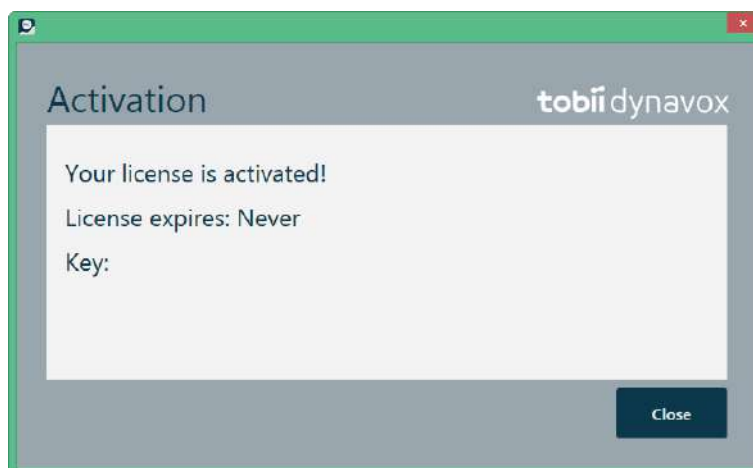 Activation
tobii dynavox
Your license is activated!
License expires: Never
Key:
Close